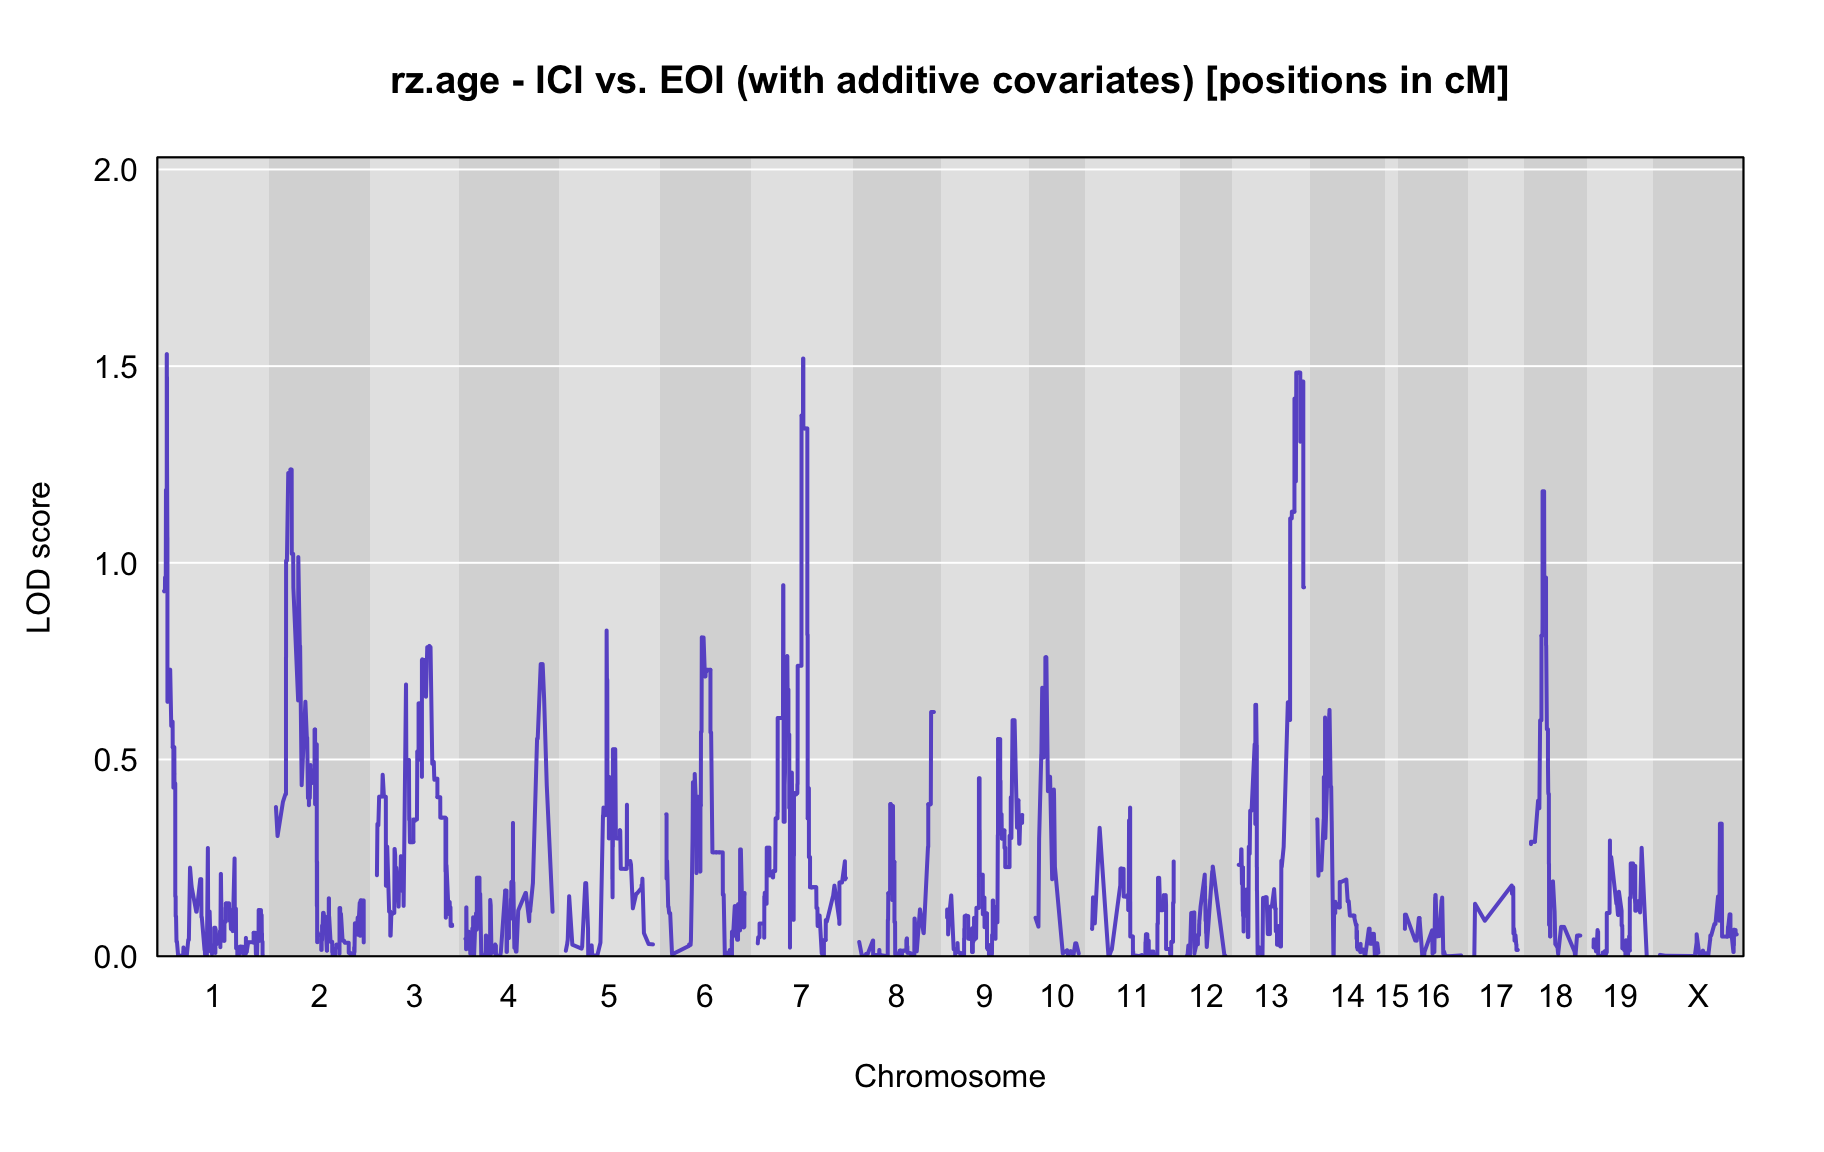 rz.age - ICI vs. EOI (with additive covariates) [positions in cM]
2.0
1.5
1.0
0.5
0.0
LOD score
1 2 3 4 5 6 7 8 9 10 11 12 13 14 15 16 17 18 19 X
Chromosome